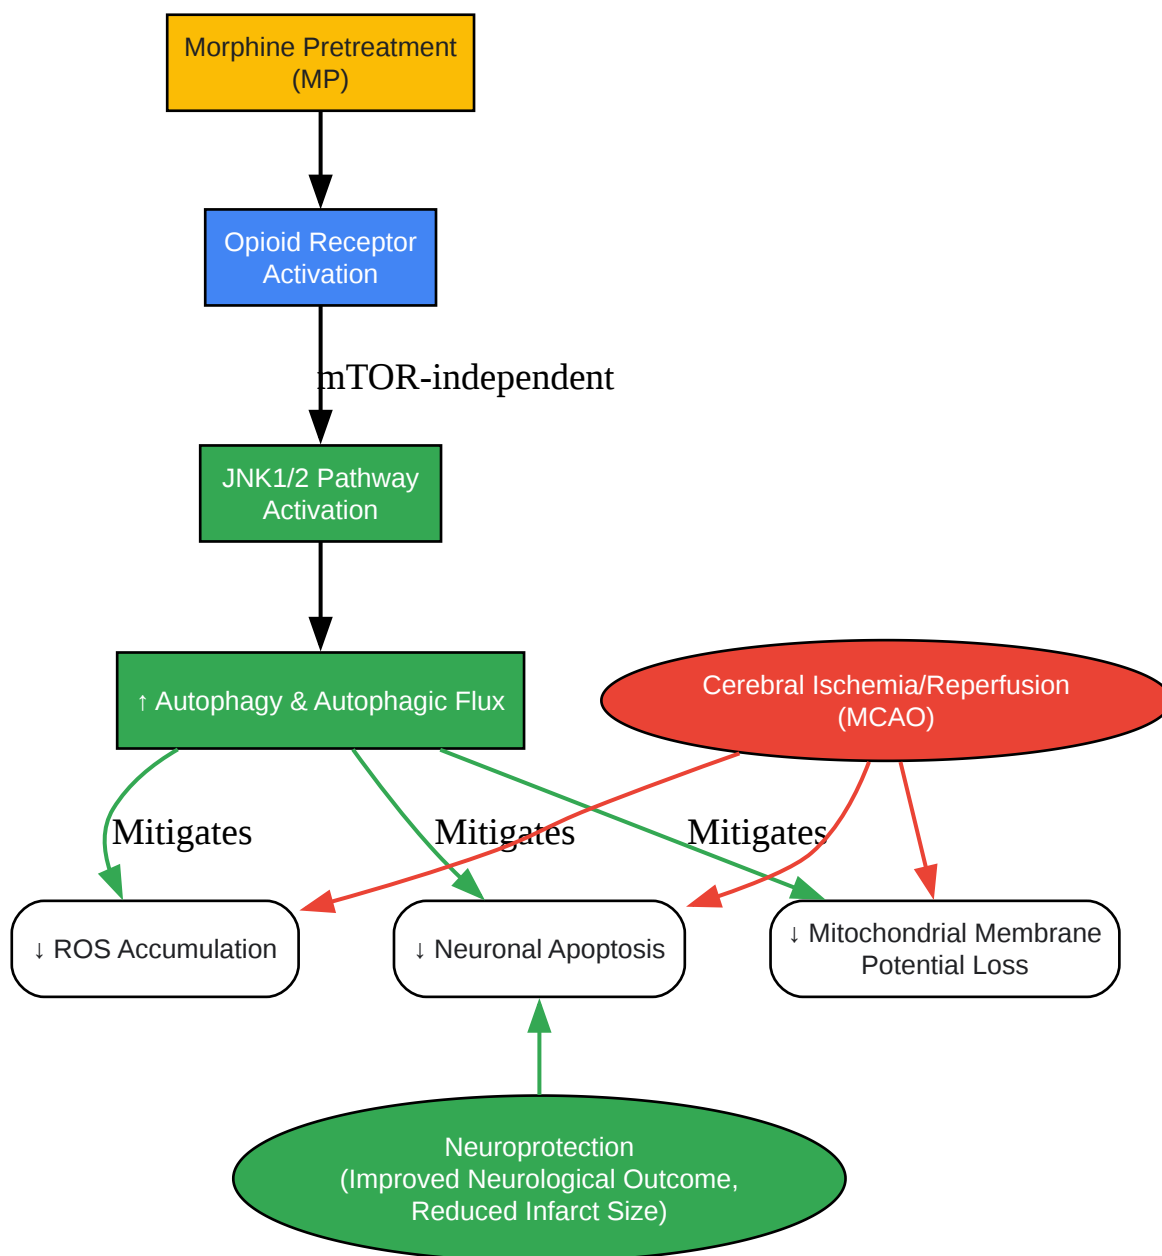 Morphine Pretreatment
(MP)
Opioid Receptor
Activation
mTOR-independent
JNK1/2 Pathway
Activation
↑ Autophagy & Autophagic Flux
Cerebral Ischemia/Reperfusion
(MCAO)
Mitigates
Mitigates
Mitigates
↓ ROS Accumulation
↓ Neuronal Apoptosis
↓ Mitochondrial Membrane
Potential Loss
Neuroprotection
(Improved Neurological Outcome,
Reduced Infarct Size)